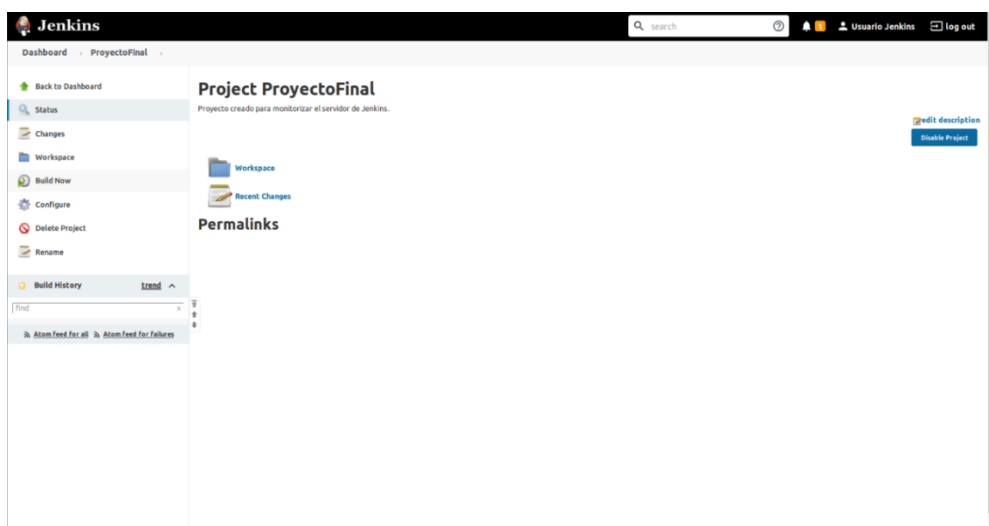 Jenkins
search
1
Usuario Jenkins
log out
Dashboard
ProyectoFinal
Back to Dashboard
Status
Changes
Workspace
Build Now
Configure
Delete Project
Rename
Build History
trend
find
x
Atom feed for all
Atom feed for failures
Project ProyectoFinal
Proyecto creado para monitorizar el servidor de Jenkins.
edit description
Disable Project
Workspace
Recent Changes
Permalinks